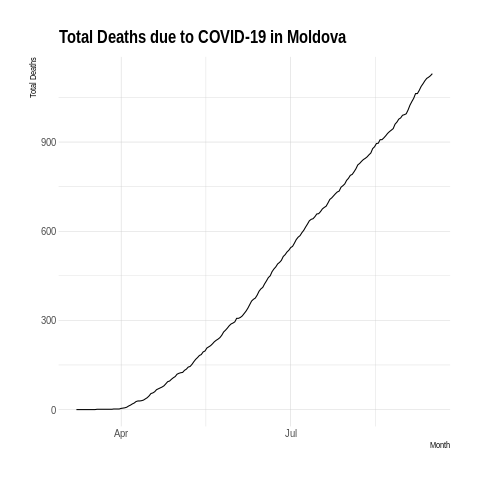 Total Deaths due to COVID-19 in Moldova
Total Deaths
900
600
300
0
Apr
Jul
Month